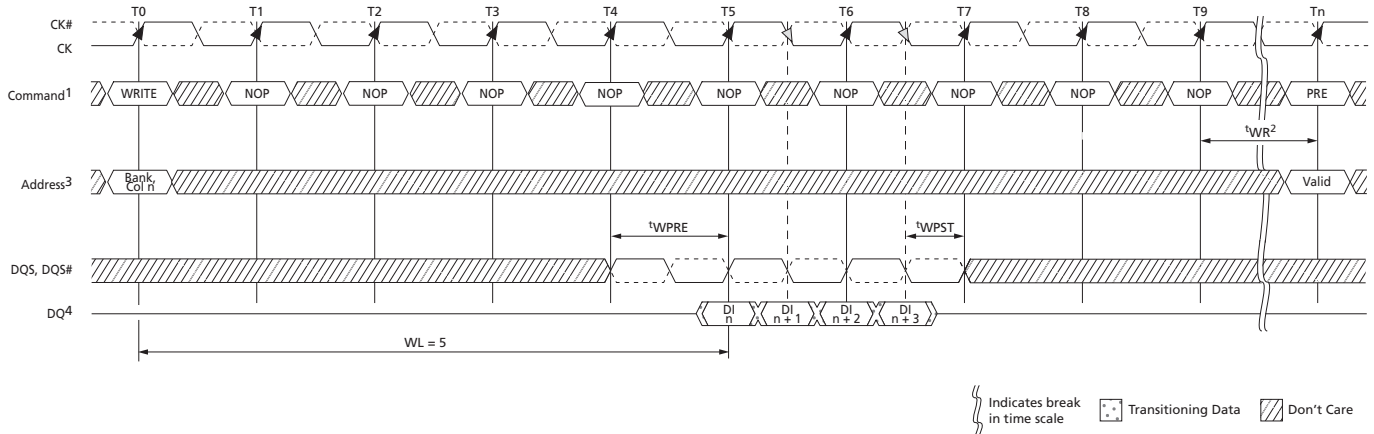 T0 T1 T2 T3 T4 T5 T6 T7 T8 T9 Tn
CK#
CK
Command1 WRITE NOP NOP NOP NOP NOP NOP NOP NOP NOP PRE
tWR2
Address3 Bank, Col n Valid
tWPRE tWPST
DQS, DQS#
DQ4 DI n DI n + 1 DI n + 2 DI n + 3
WL = 5
Indicates break in time scale
Transitioning Data
Don't Care